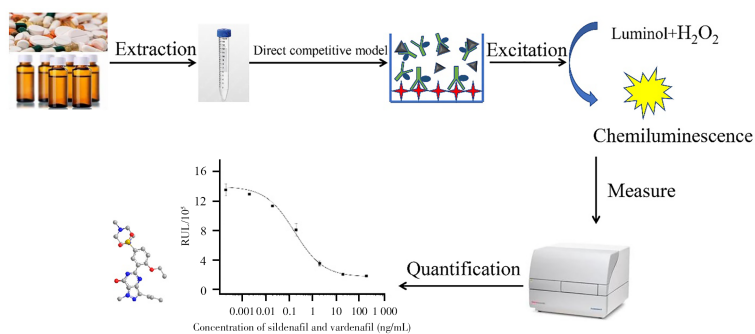 Extraction
Direct competitive model
Excitation
Luminol+H₂O₂
Chemiluminescence
Measure
Quantification
RUL/10⁵
16
12
8
4
0
0.001 0.01 0.1 1 10 100 1 000
Concentration of sildenafil and vardenafil (ng/mL)